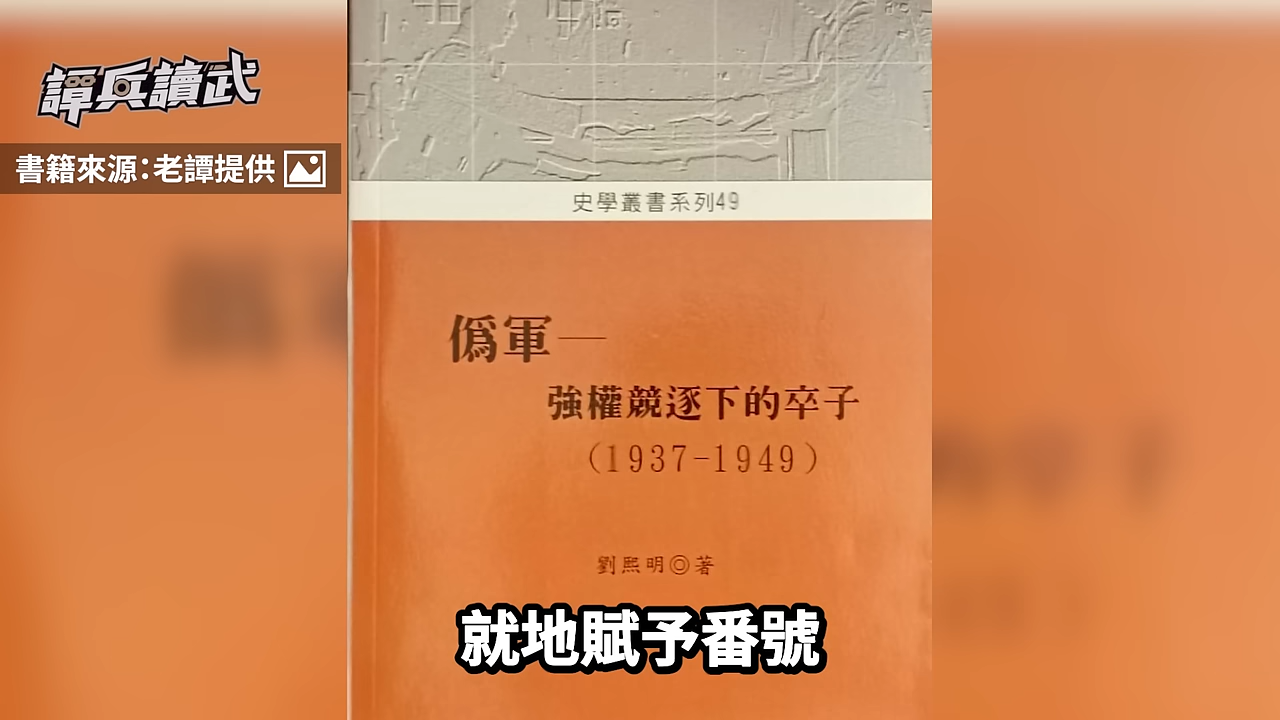 譚兵讀武
書籍來源：老譚提供
史學叢書系列49
偽軍—
強權競逐下的卒子
(1937-1949)
劉熙明◎著
就地賦予番號